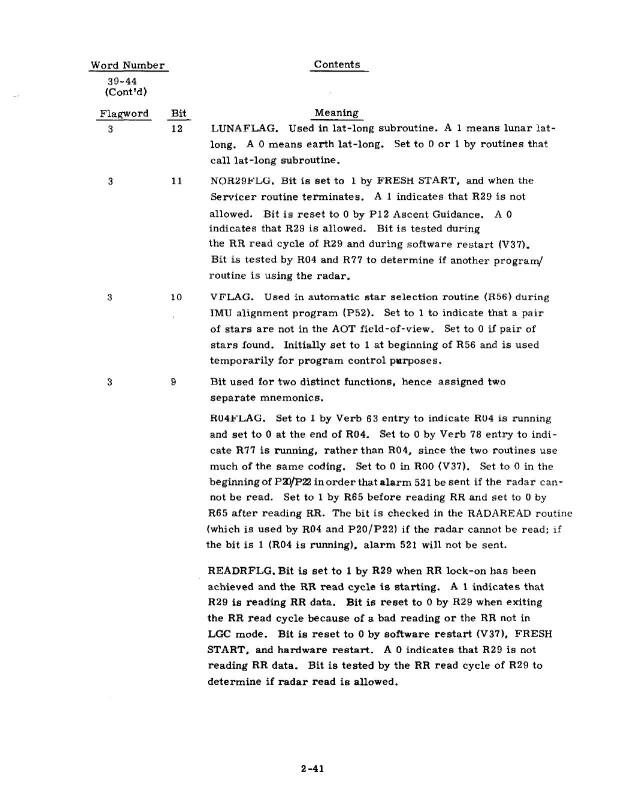 Word Number Contents
39-44
(Cont'd)
Flagword Bit Meaning
3 12 LUNAFLAG. Used in lat-long subroutine. A 1 means lunar lat-
long. A 0 means earth lat-long. Set to 0 or 1 by routines that
call lat-long subroutine.
3 11 NOR29FLG. Bit is set to 1 by FRESH START, and when the
Servicer routine terminates. A 1 indicates that R29 is not
allowed. Bit is reset to 0 by P12 Ascent Guidance. A 0
indicates that R29 is allowed. Bit is tested during
the RR read cycle of R29 and during software restart (V37).
Bit is tested by R04 and R77 to determine if another program/
routine is using the radar.
3 10 VFLAG. Used in automatic star selection routine (R56) during
IMU alignment program (P52). Set to 1 to indicate that a pair
of stars are not in the AOT field-of-view. Set to 0 if pair of
stars found. Initially set to 1 at beginning of R56 and is used
temporarily for program control purposes.
3 9 Bit used for two distinct functions, hence assigned two
separate mnemonics.
R04FLAG. Set to 1 by Verb 63 entry to indicate R04 is running
and set to 0 at the end of R04. Set to 0 by Verb 78 entry to indi-
cate R77 is running, rather than R04, since the two routines use
much of the same coding. Set to 0 in R00 (V37). Set to 0 in the
beginning of P20/P22 in order that alarm 521 be sent if the radar can-
not be read. Set to 1 by R65 before reading RR and set to 0 by
R65 after reading RR. The bit is checked in the RADAREAD routine
(which is used by R04 and P20/P22) if the radar cannot be read; if
the bit is 1 (R04 is running), alarm 521 will not be sent.
READRFLG. Bit is set to 1 by R29 when RR lock-on has been
achieved and the RR read cycle is starting. A 1 indicates that
R29 is reading RR data. Bit is reset to 0 by R29 when exiting
the RR read cycle because of a bad reading or the RR not in
LGC mode. Bit is reset to 0 by software restart (V37), FRESH
START, and hardware restart. A 0 indicates that R29 is not
reading RR data. Bit is tested by the RR read cycle of R29 to
determine if radar read is allowed.
2-41